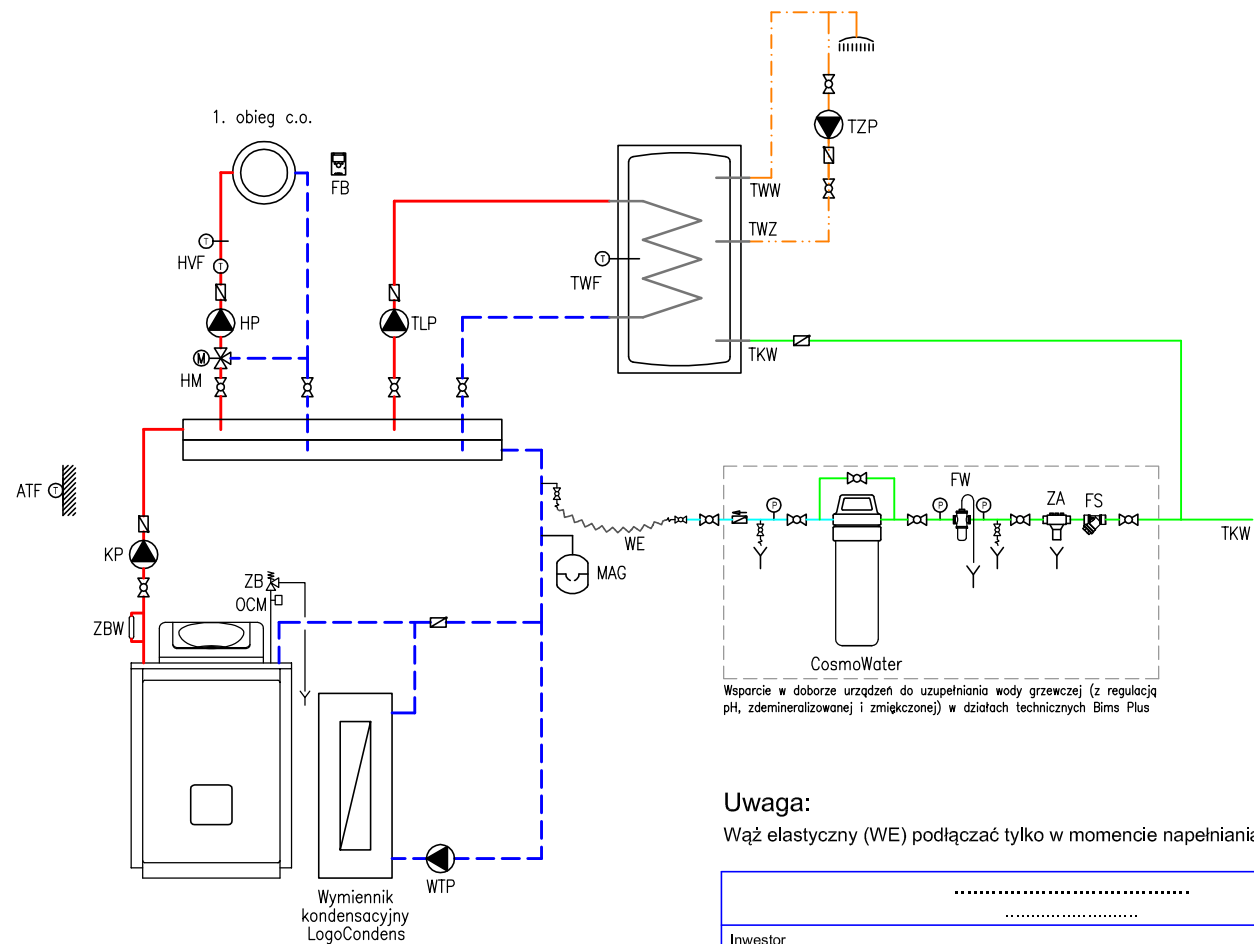 1. obieg c.o.
FB
HVF
T
T
HP
M
HM
TLP
TWW
TZP
TWZ
T
TWF
TKW
ATF
T
KP
ZBW
ZB
OCM
WE
MAG
P
FW
P
ZA
FS
TKW
CosmoWater
Wsparcie w doborze urządzeń do uzupełniania wody grzewczej (z regulacją
pH, zdemineralizowanej i zmiękczonej) w działach technicznych Bims Plus
WTP
Wymiennik
kondensacyjny
LogoCondens
Uwaga:
Wąż elastyczny (WE) podłączać tylko w momencie napełniania
..............................
......................
Inwestor